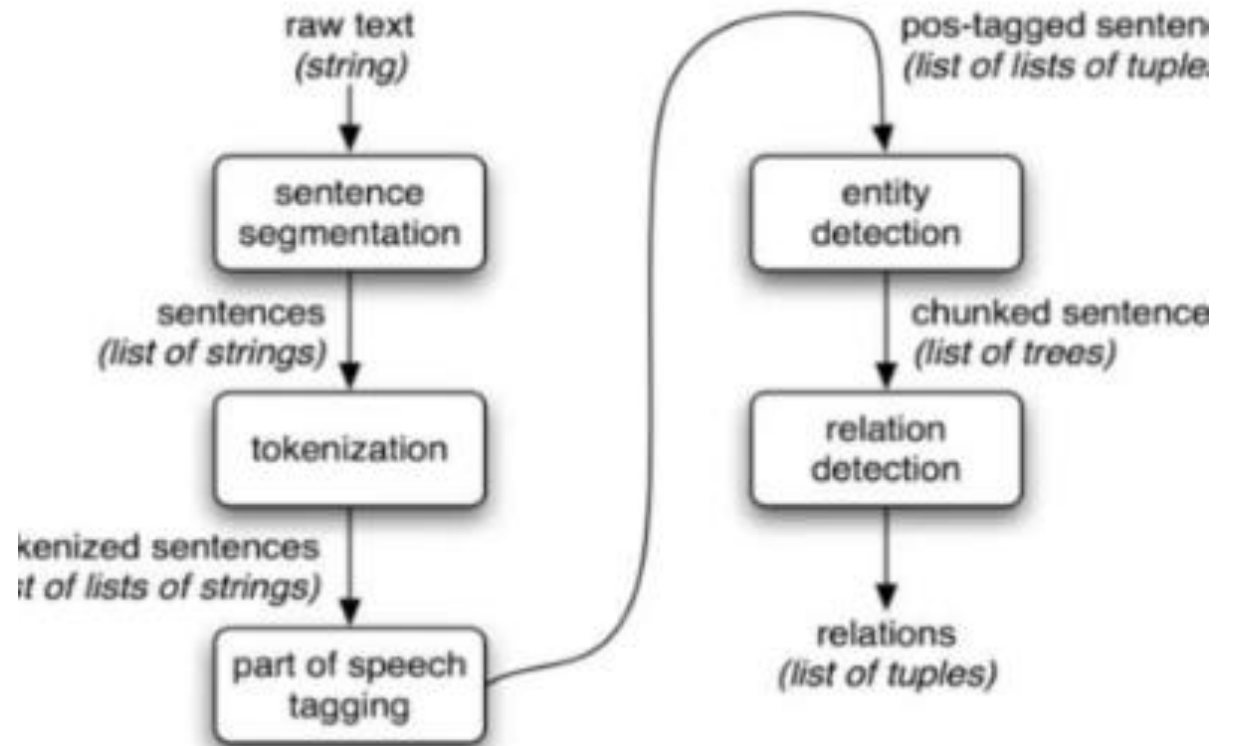 raw text
(string)
sentence
segmentation
sentences
(list of strings)
tokenization
kenized sentences
st of lists of strings)
part of speech
tagging
pos-tagged senten
(list of lists of tuple
entity
detection
chunked sentence
(list of trees)
relation
detection
relations
(list of tuples)